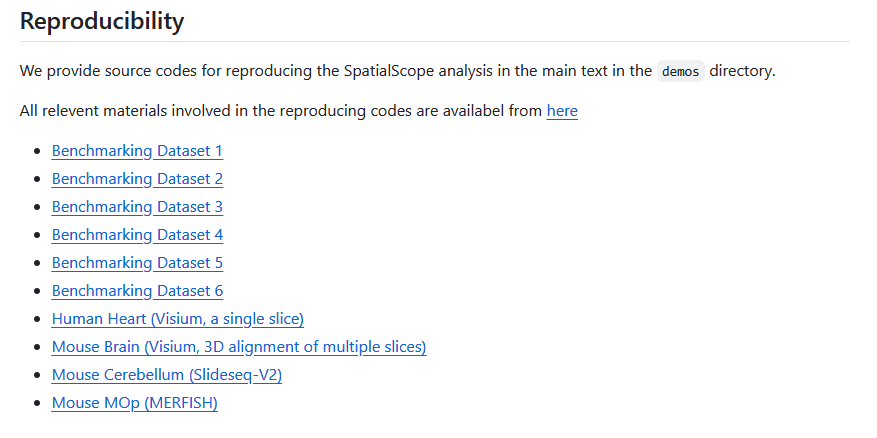 Reproducibility
We provide source codes for reproducing the SpatialScope analysis in the main text in the demos directory.
All relevent materials involved in the reproducing codes are availabel from here
Benchmarking Dataset 1
Benchmarking Dataset 2
Benchmarking Dataset 3
Benchmarking Dataset 4
Benchmarking Dataset 5
Benchmarking Dataset 6
Human Heart (Visium, a single slice)
Mouse Brain (Visium, 3D alignment of multiple slices)
Mouse Cerebellum (Slideseq-V2)
Mouse MOp (MERFISH)